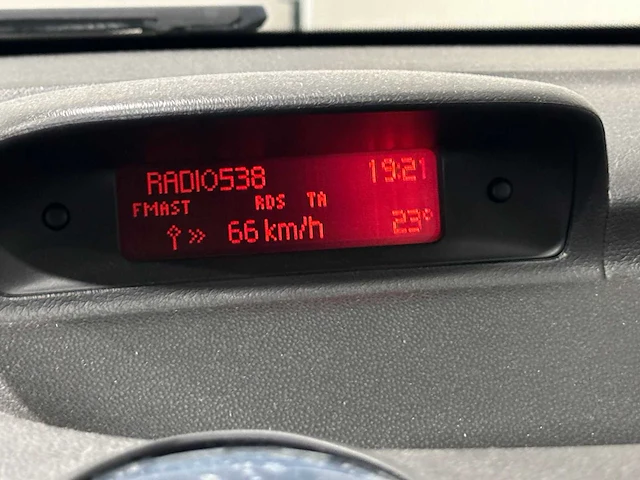 RADIO538 19:21
FMAST RDS TA
66 km/h 23°